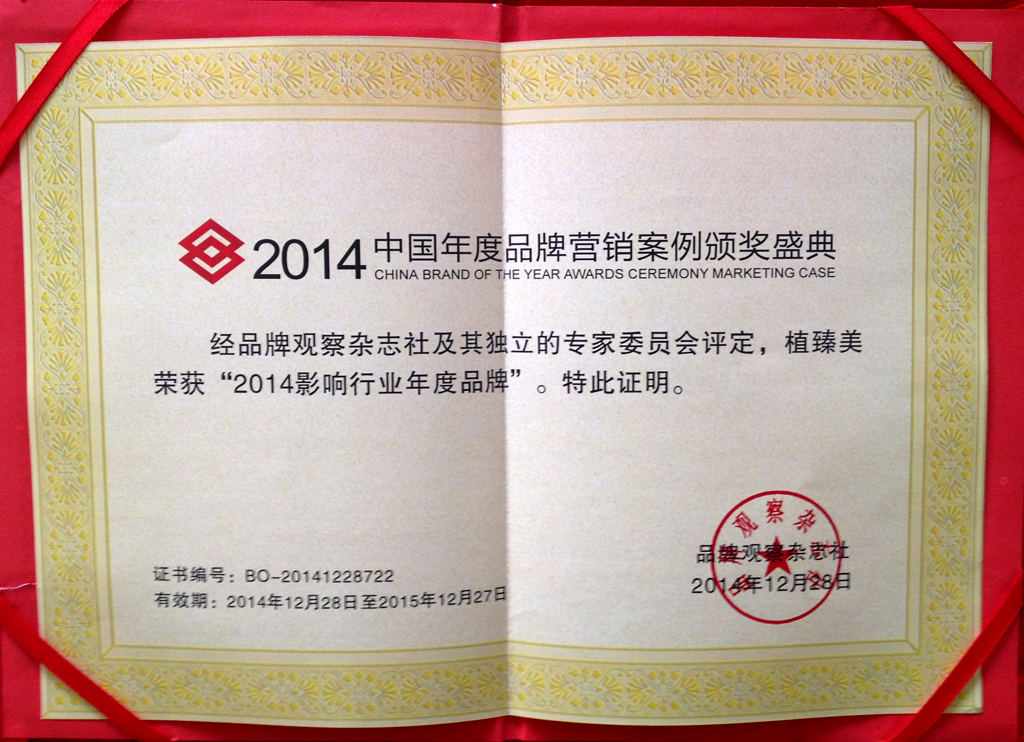 2014 中国年度品牌营销案例颁奖盛典
CHINA BRAND OF THE YEAR AWARDS CEREMONY MARKETING CASE
经品牌观察杂志社及其独立的专家委员会评定，植臻美
荣获“2014影响行业年度品牌”。特此证明。
证书编号：BO-20141228722
有效期：2014年12月28日至2015年12月27日
品牌观察杂志社
2014年12月28日
观察杂